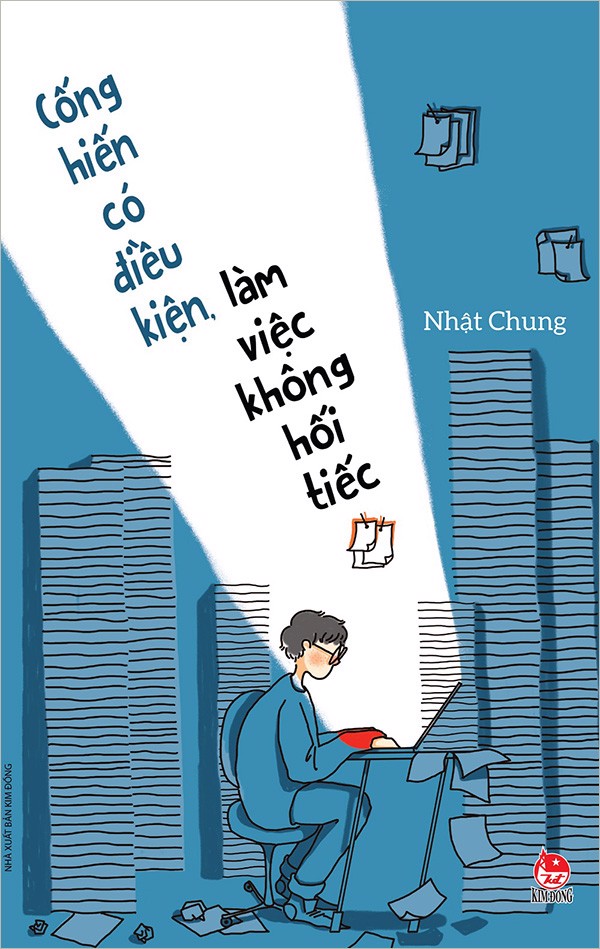 Cống
hiến
có
điều
kiện,
làm
việc
không
hối
tiếc
Nhật Chung
NHÀ XUẤT BẢN KIM ĐỒNG
KIM ĐỒNG